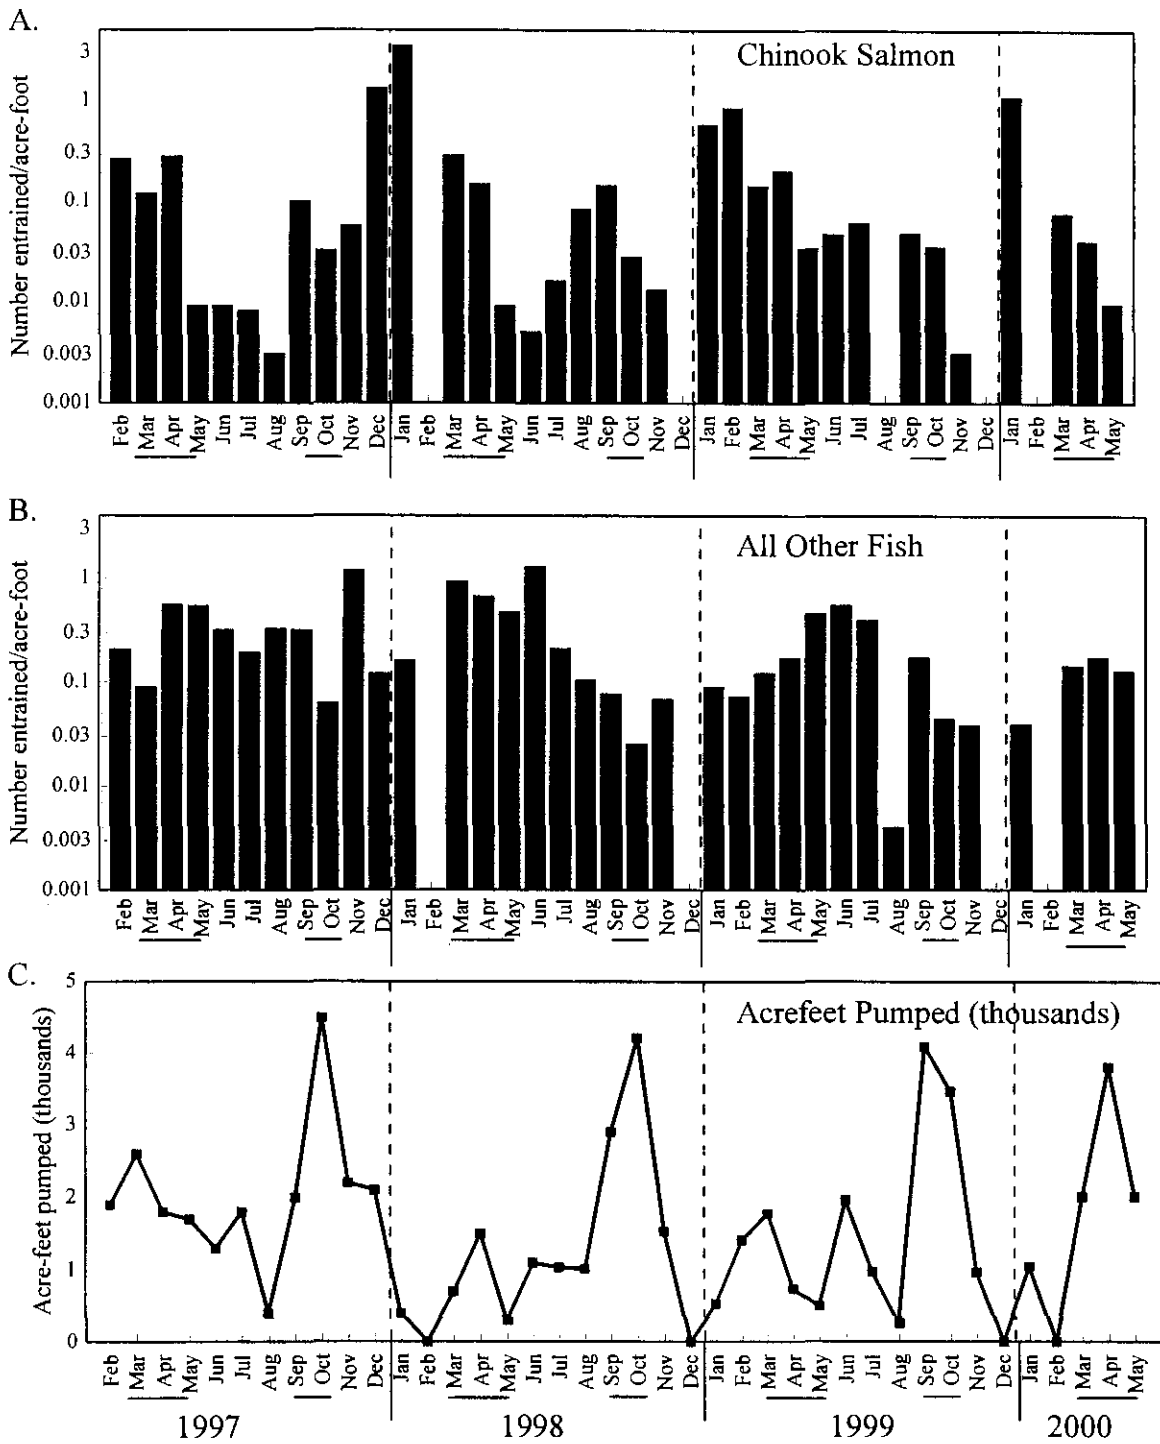 A.
Chinook Salmon
Number entrained/acre-foot
3
1
0.3
0.1
0.03
0.01
0.003
0.001
Feb Mar Apr May Jun Jul Aug Sep Oct Nov Dec Jan Feb Mar Apr May Jun Jul Aug Sep Oct Nov Dec Jan Feb Mar Apr May Jun Jul Aug Sep Oct Nov Dec Jan Feb Mar Apr May
B.
All Other Fish
Number entrained/acre-foot
3
1
0.3
0.1
0.03
0.01
0.003
0.001
Feb Mar Apr May Jun Jul Aug Sep Oct Nov Dec Jan Feb Mar Apr May Jun Jul Aug Sep Oct Nov Dec Jan Feb Mar Apr May Jun Jul Aug Sep Oct Nov Dec Jan Feb Mar Apr May
C.
Acrefeet Pumped (thousands)
Acre-feet pumped (thousands)
5
4
3
2
1
0
Feb Mar Apr May Jun Jul Aug Sep Oct Nov Dec Jan Feb Mar Apr May Jun Jul Aug Sep Oct Nov Dec Jan Feb Mar Apr May Jun Jul Aug Sep Oct Nov Dec Jan Feb Mar Apr May
1997 1998 1999 2000